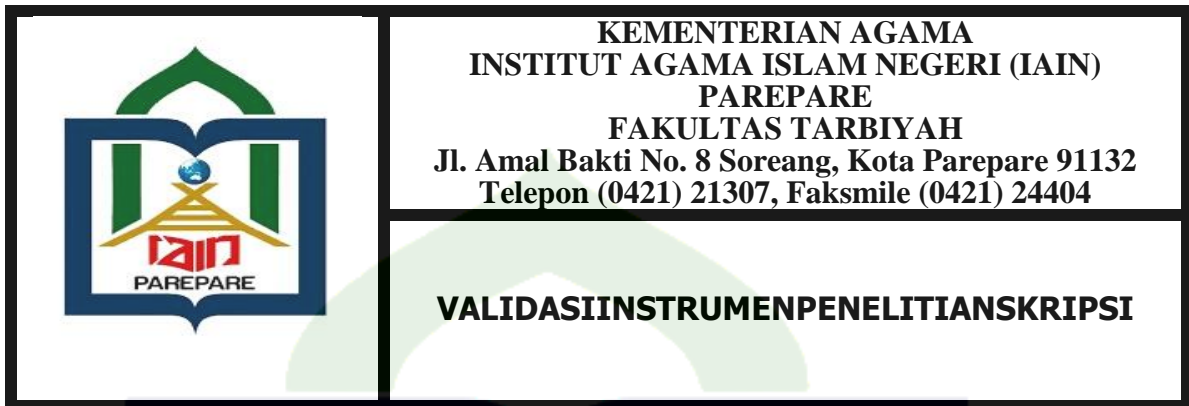 KEMENTERIAN AGAMA
INSTITUT AGAMA ISLAM NEGERI (IAIN)
PAREPARE
FAKULTAS TARBIYAH
Jl. Amal Bakti No. 8 Soreang, Kota Parepare 91132
Telepon (0421) 21307, Faksmile (0421) 24404
iain
PAREPARE
VALIDASIINSTRUMENPENELITIANSKRIPSI